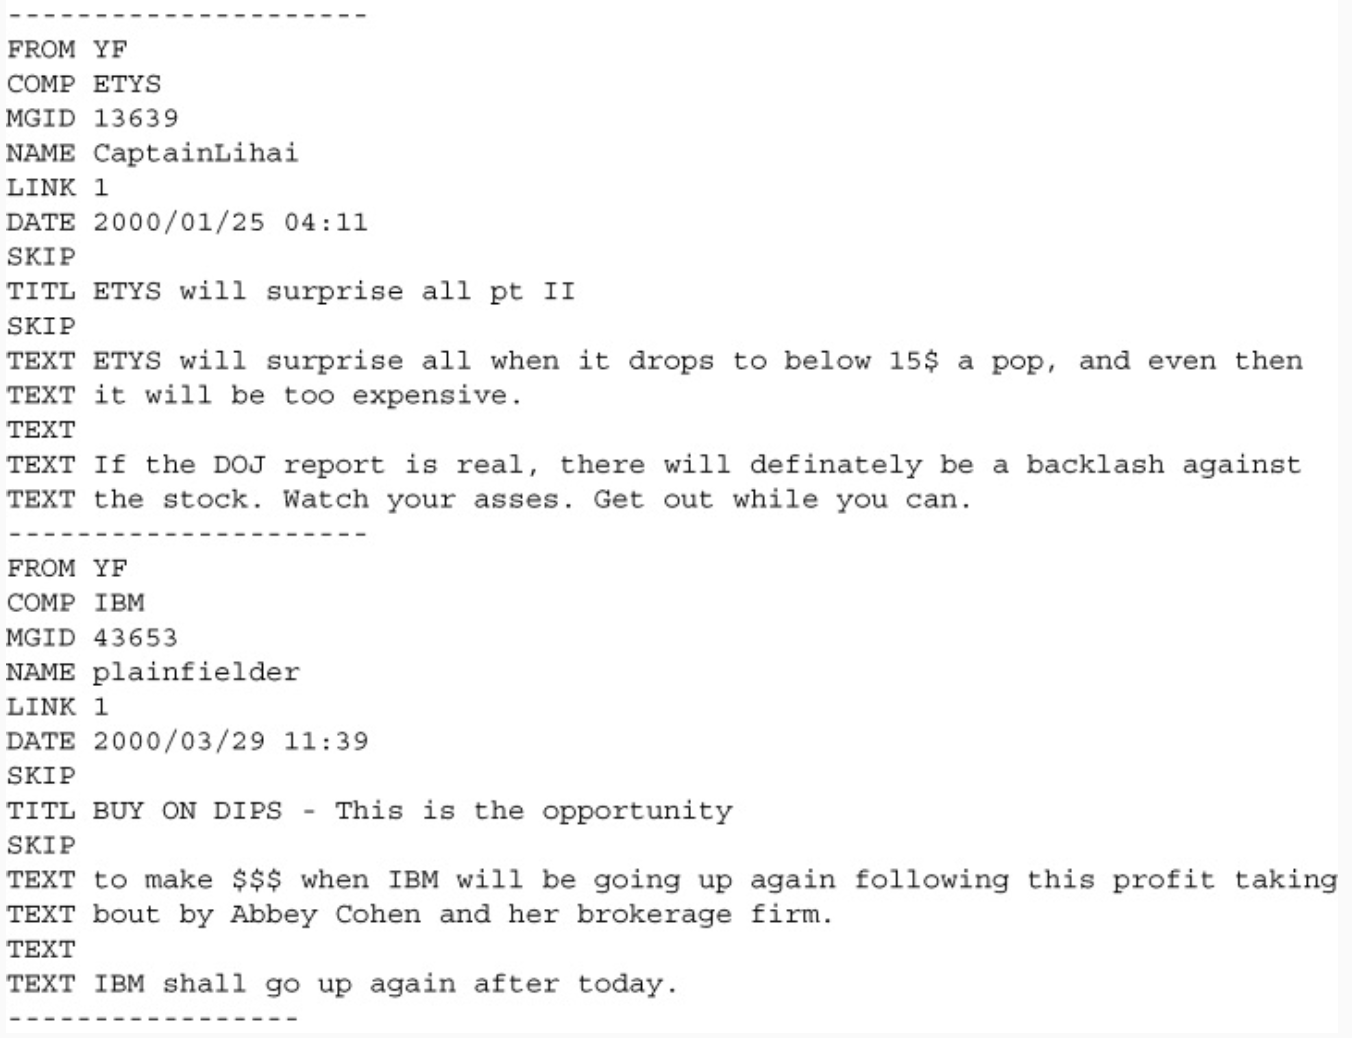 ---------------------
FROM YF
COMP ETYS
MGID 13639
NAME CaptainLihai
LINK 1
DATE 2000/01/25 04:11
SKIP
TITL ETYS will surprise all pt II
SKIP
TEXT ETYS will surprise all when it drops to below 15$ a pop, and even then
TEXT it will be too expensive.
TEXT
TEXT If the DOJ report is real, there will definately be a backlash against
TEXT the stock. Watch your asses. Get out while you can.
---------------------
FROM YF
COMP IBM
MGID 43653
NAME plainfielder
LINK 1
DATE 2000/03/29 11:39
SKIP
TITL BUY ON DIPS - This is the opportunity
SKIP
TEXT to make $$$ when IBM will be going up again following this profit taking
TEXT bout by Abbey Cohen and her brokerage firm.
TEXT
TEXT IBM shall go up again after today.
-----------------